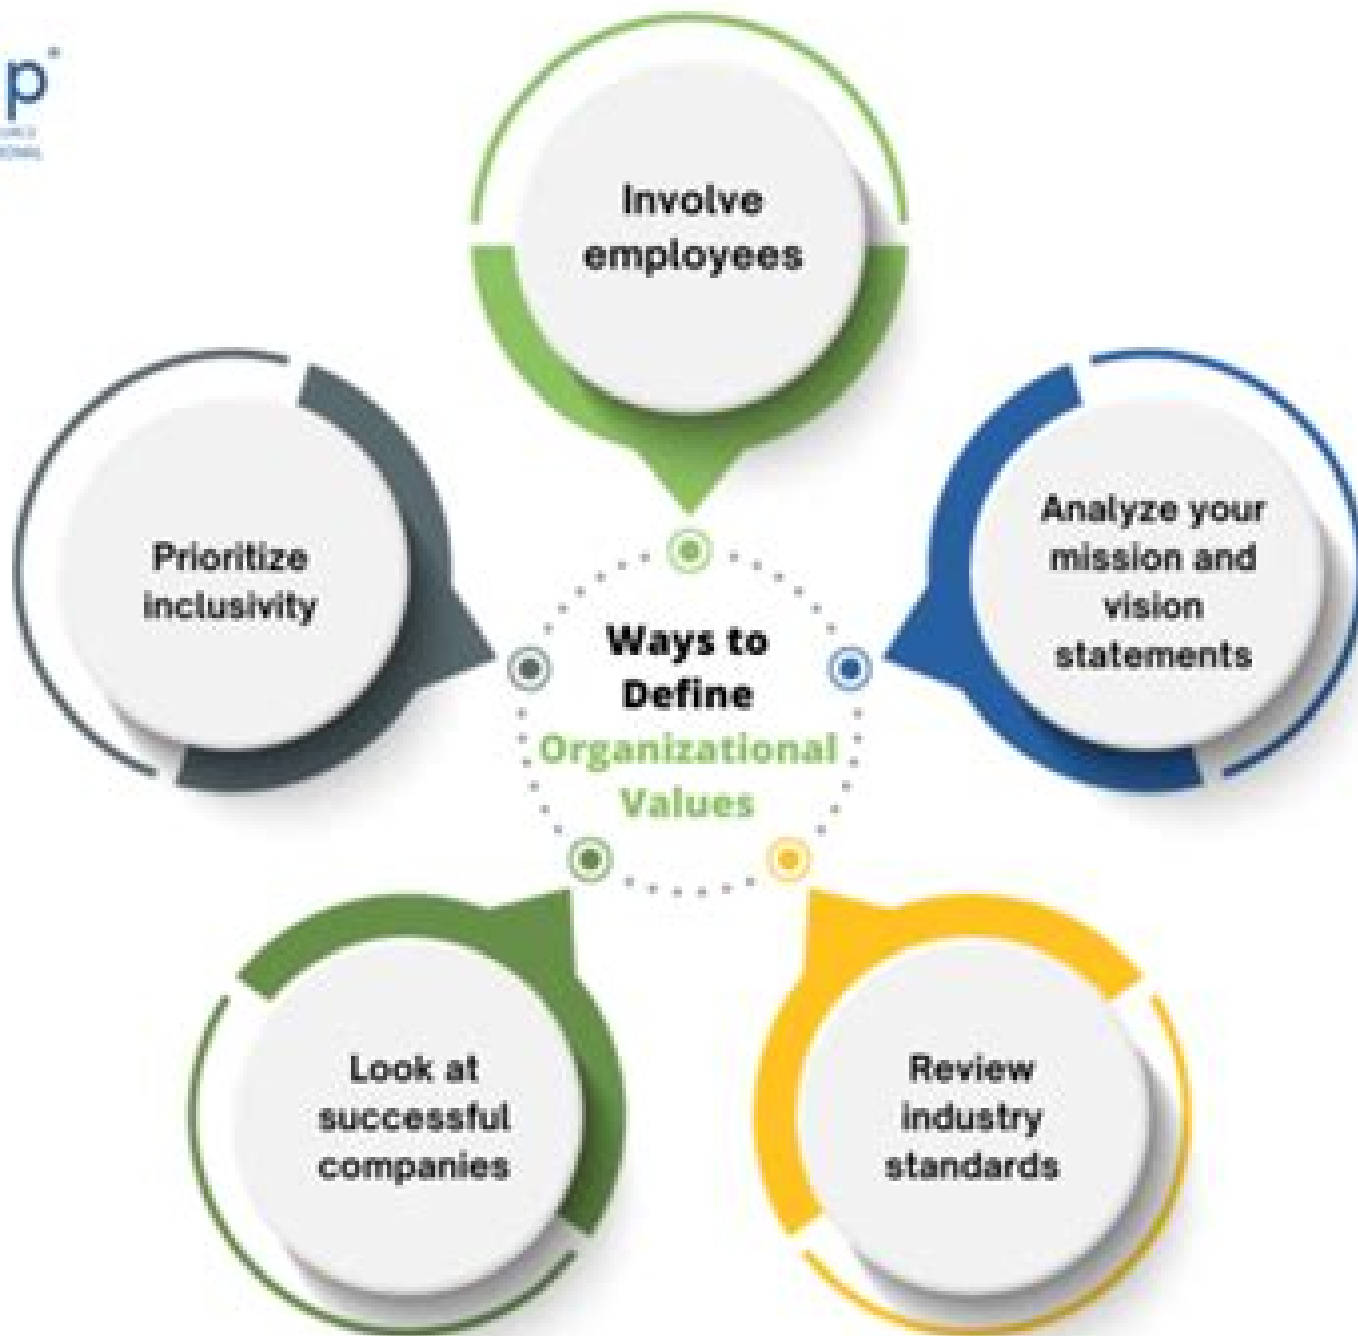 p
Involve
employees
Analyze your
mission and
vision
statements
Prioritize
inclusivity
Ways to
Define
Organizational
Values
Look at
successful
companies
Review
industry
standards